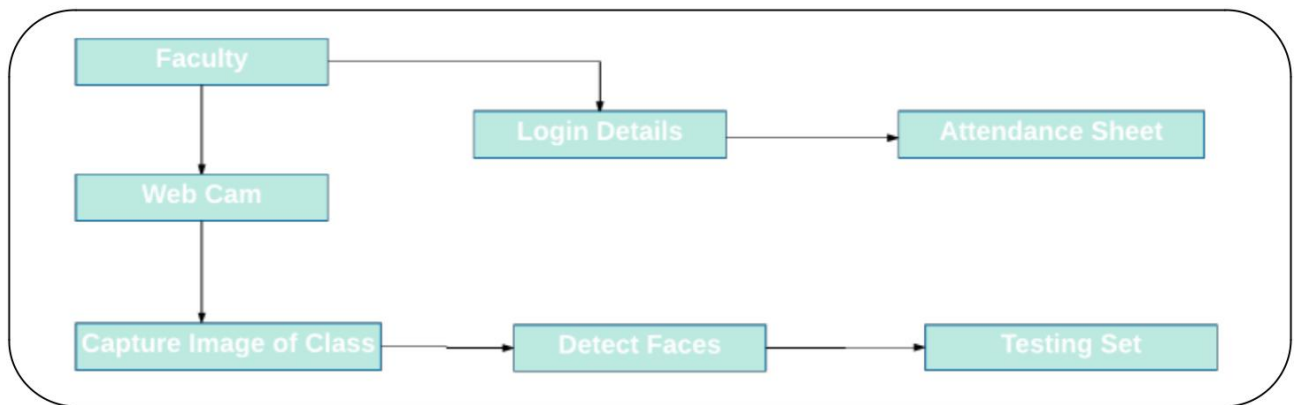 Faculty
Login Details
Attendance Sheet
Web Cam
Capture Image of Class
Detect Faces
Testing Set